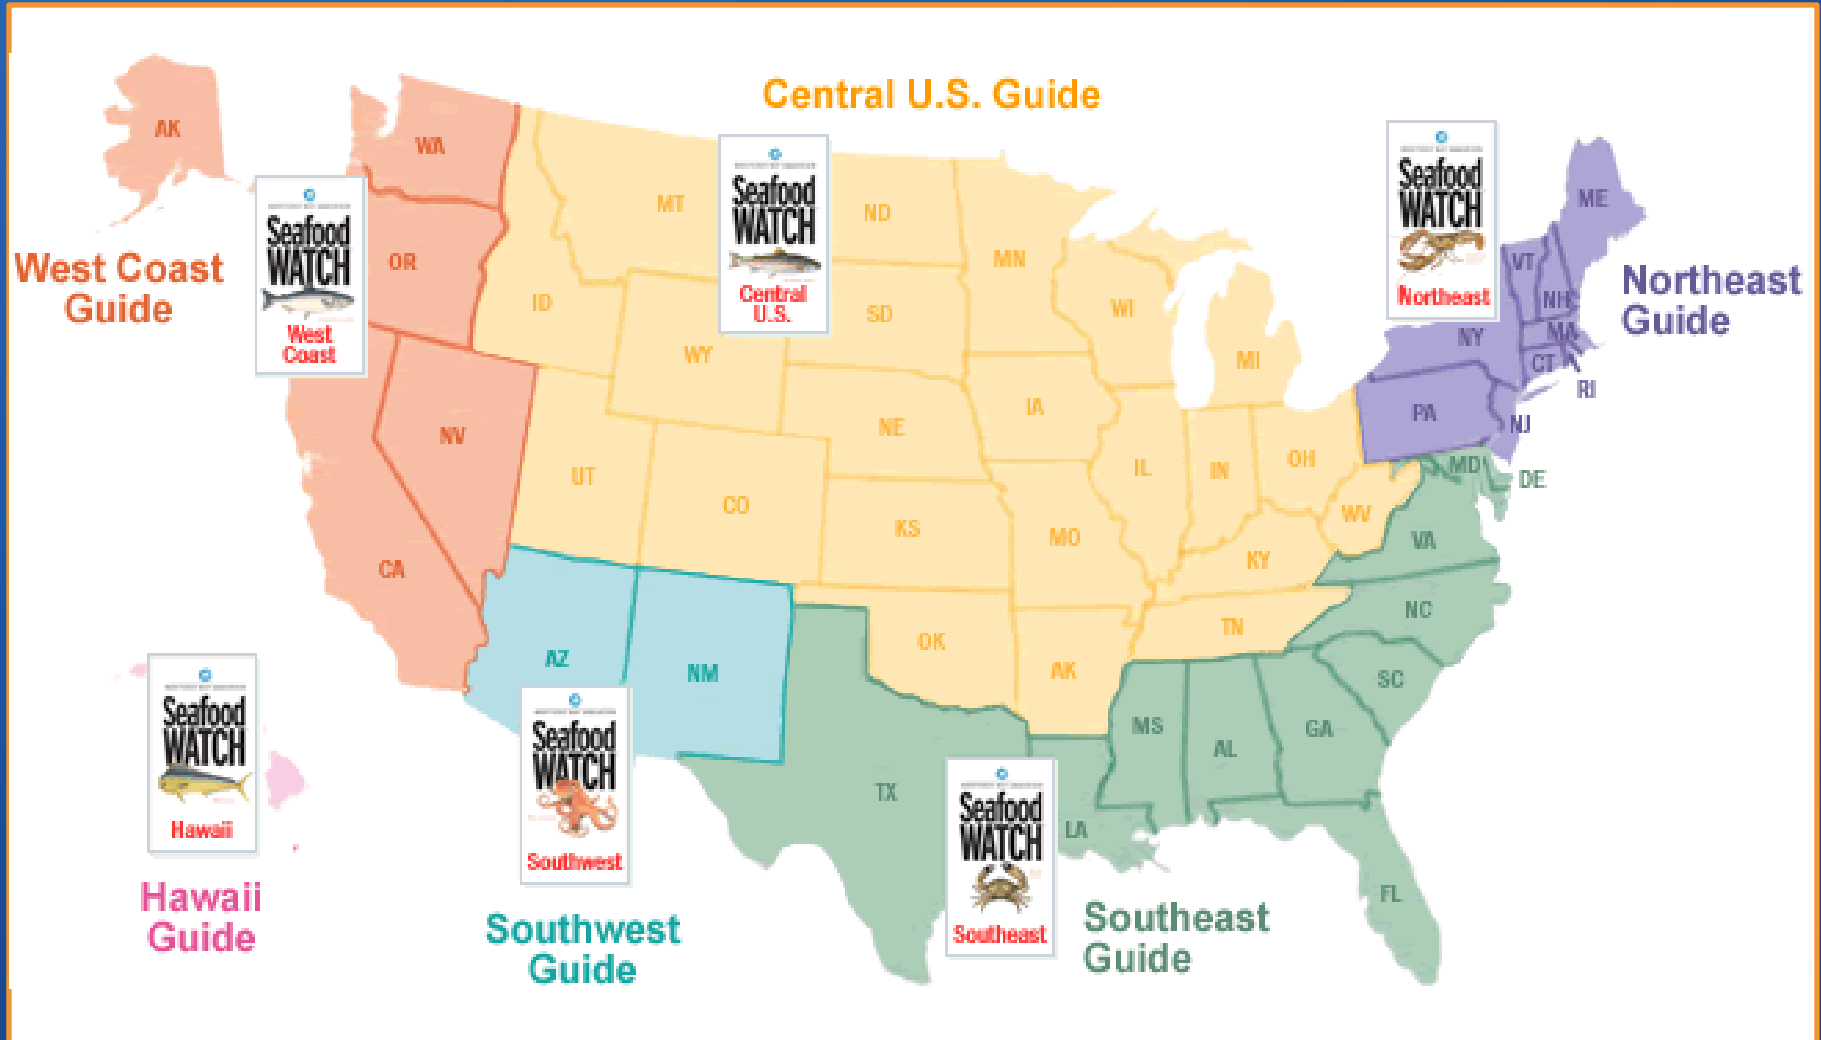 Central U.S. Guide
AK
WA
MT
ND
MN
Seafood
WATCH
West
Coast
West Coast
Guide
OR
ID
Seafood
WATCH
Central
U.S.
SD
WI
MI
WY
Seafood
WATCH
Northeast
ME
VT
NH
NY
MA
CT
RI
PA
NJ
Northeast
Guide
NV
UT
CO
NE
IA
IL
IN
OH
MD
DE
WV
VA
KS
MO
KY
CA
NC
TN
OK
AK
AZ
NM
SC
MS
AL
GA
TX
LA
FL
Seafood
WATCH
Hawaii
Hawaii
Guide
Seafood
WATCH
Southwest
Southwest
Guide
Seafood
WATCH
Southeast
Southeast
Guide